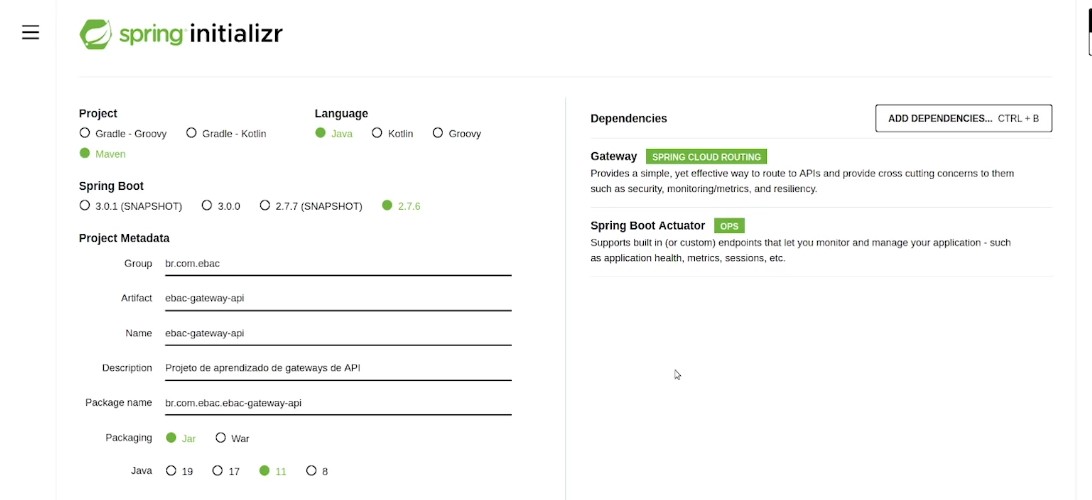 spring initializr
Project
Gradle - Groovy Gradle - Kotlin
Maven
Language
Java Kotlin Groovy
Spring Boot
3.0.1 (SNAPSHOT) 3.0.0 2.7.7 (SNAPSHOT) 2.7.6
Project Metadata
Group br.com.ebac
Artifact ebac-gateway-api
Name ebac-gateway-api
Description Projeto de aprendizado de gateways de API
Package name br.com.ebac.ebac-gateway-api
Packaging Jar War
Java 19 17 11 8
Dependencies ADD DEPENDENCIES... CTRL + B
Gateway SPRING CLOUD ROUTING
Provides a simple, yet effective way to route to APIs and provide cross cutting concerns to them
such as security, monitoring/metrics, and resiliency.
Spring Boot Actuator OPS
Supports built in (or custom) endpoints that let you monitor and manage your application - such
as application health, metrics, sessions, etc.